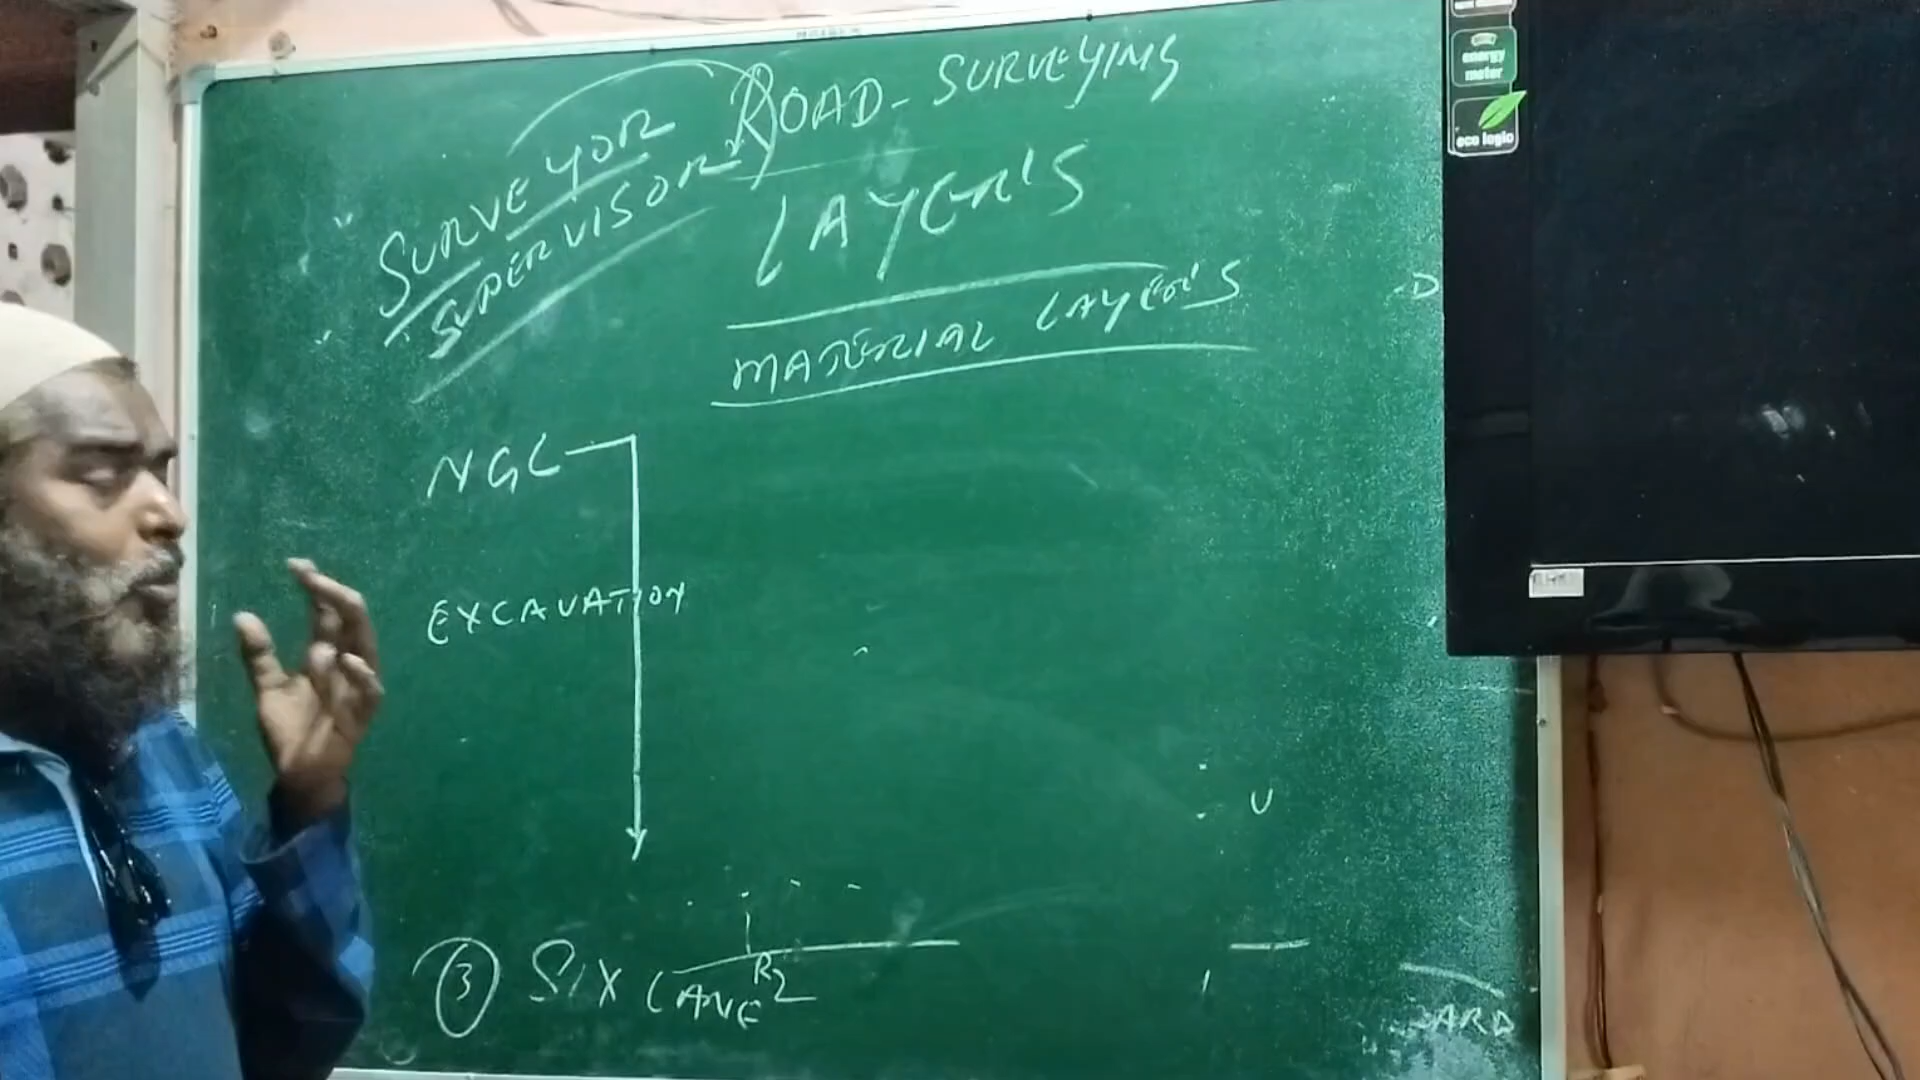 ROAD - SURVEYING
SURVEYOR
SUPERVISOR
LAYER'S
MATERIAL LAYER'S
NGL
EXCAVATION
3 SIX LANE
R2
energy
meter
eco logic